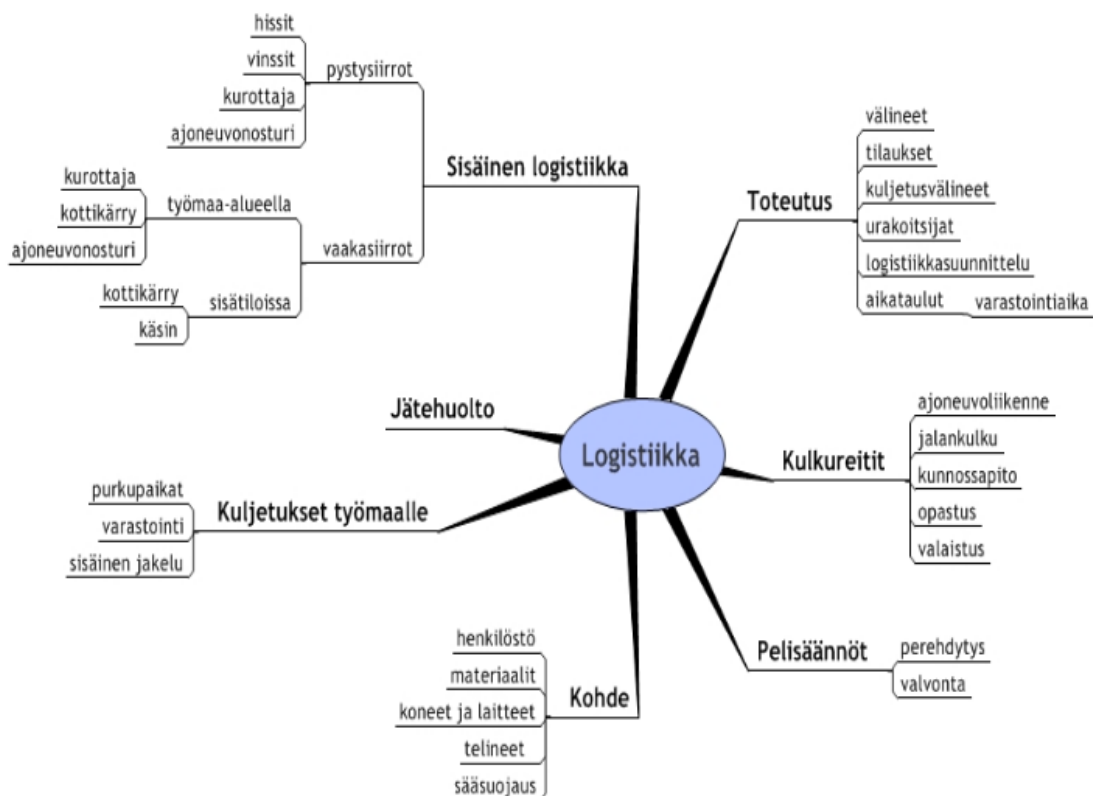 hissit
vinssit
kurottaja
ajoneuvonosturi
pystysiirrot
kurottaja
kottikärry
ajoneuvonosturi
työmaa-alueella
kottikärry
käsin
sisätiloissa
vaakasiirrot
Sisäinen logistiikka
Jätehuolto
purkupaikat
varastointi
sisäinen jakelu
Kuljetukset työmaalle
henkilöstö
materiaalit
koneet ja laitteet
telineet
sääsuojaus
Kohde
Logistiikka
Toteutus
välineet
tilaukset
kuljetusvälineet
urakoitsijat
logistiikkasuunnittelu
aikataulut
varastointiaika
Kulkureitit
ajoneuvoliikenne
jalankulku
kunnossapito
opastus
valaistus
Pelisäännöt
perehdytys
valvonta